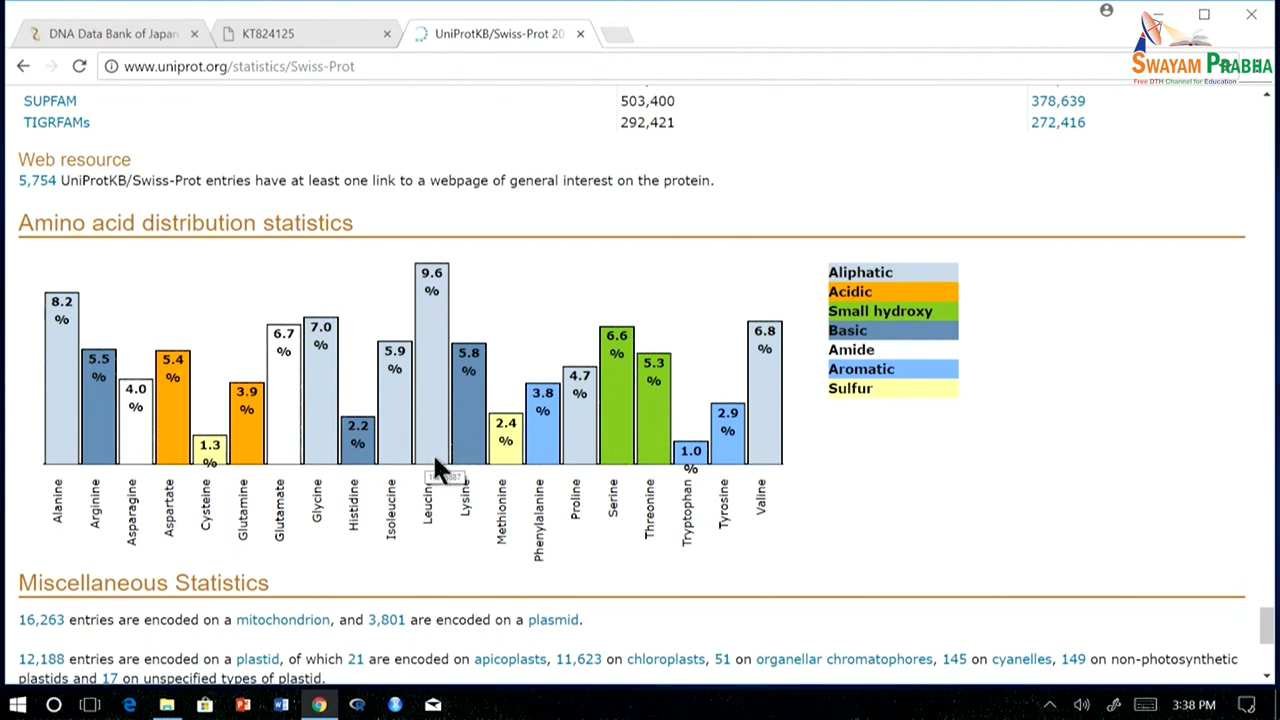 DNA Data Bank of Japan
KT824125
UniProtKB/Swiss-Prot 20
www.uniprot.org/statistics/Swiss-Prot
SWAYAM PRABHA
Free DTH Channel for Education
SUPFAM 503,400 378,639
TIGRFAMs 292,421 272,416
Web resource
5,754 UniProtKB/Swiss-Prot entries have at least one link to a webpage of general interest on the protein.
Amino acid distribution statistics
8.2 %
5.5 %
4.0 %
5.4 %
1.3 %
3.9 %
6.7 %
7.0 %
2.2 %
5.9 %
9.6 %
5.8 %
2.4 %
3.8 %
4.7 %
6.6 %
5.3 %
1.0 %
2.9 %
6.8 %
Alanine
Arginine
Asparagine
Aspartate
Cysteine
Glutamine
Glutamate
Glycine
Histidine
Isoleucine
Leucine
Lysine
Methionine
Phenylalanine
Proline
Serine
Threonine
Tryptophan
Tyrosine
Valine
Aliphatic
Acidic
Small hydroxy
Basic
Amide
Aromatic
Sulfur
Miscellaneous Statistics
16,263 entries are encoded on a mitochondrion, and 3,801 are encoded on a plasmid.
12,188 entries are encoded on a plastid, of which 21 are encoded on apicoplasts, 11,623 on chloroplasts, 51 on organellar chromatophores, 145 on cyanelles, 149 on non-photosynthetic
plastids and 17 on unspecified types of plastid.
3:38 PM